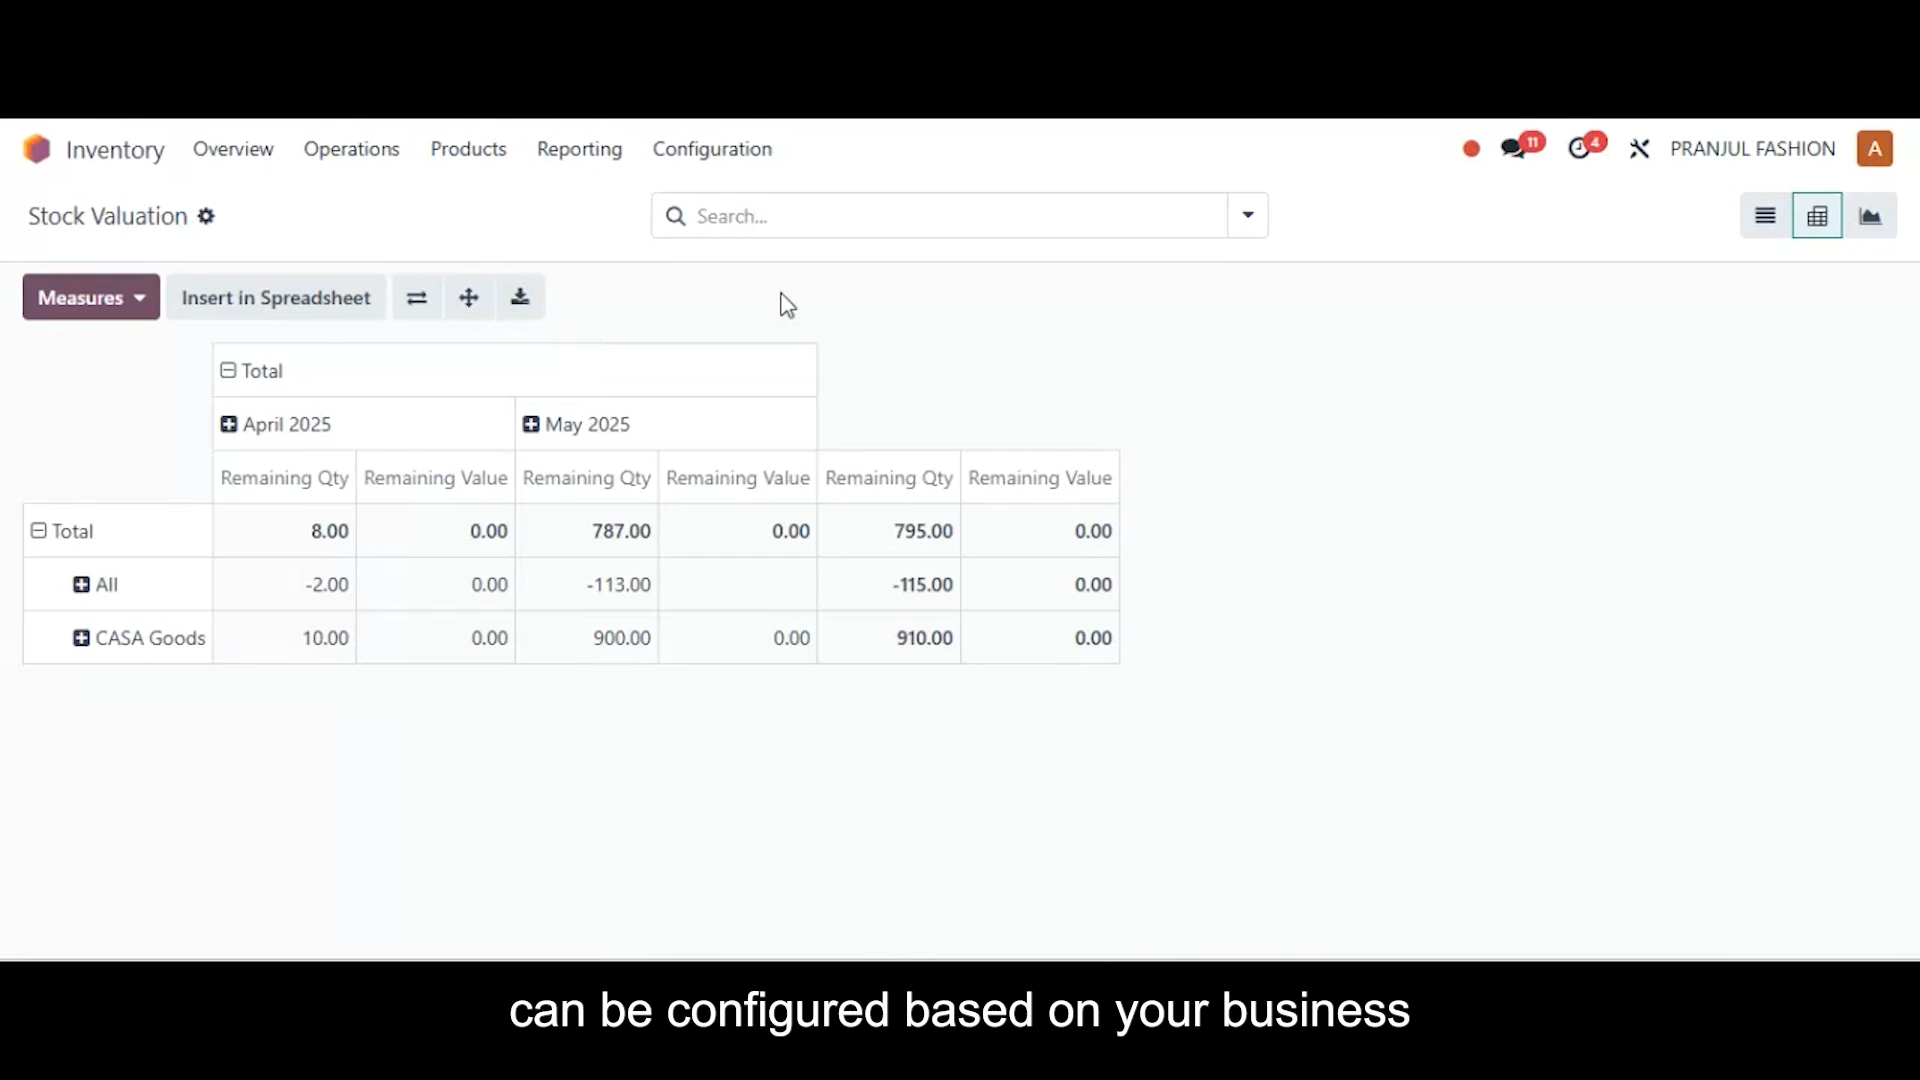 Inventory Overview Operations Products Reporting Configuration 11 4 PRANJUL FASHION A
Stock Valuation Search...
Measures Insert in Spreadsheet
Total
April 2025 May 2025
Remaining Qty Remaining Value Remaining Qty Remaining Value Remaining Qty Remaining Value
Total 8.00 0.00 787.00 0.00 795.00 0.00
All -2.00 0.00 -113.00 -115.00 0.00
CASA Goods 10.00 0.00 900.00 0.00 910.00 0.00
can be configured based on your business